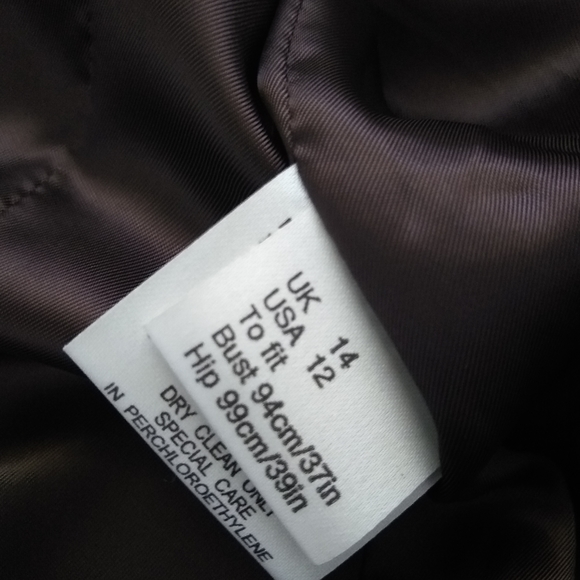 UK 14
USA 12
To fit
Bust 94cm/37in
Hip 99cm/39in
DRY CLEAN ONLY
SPECIAL CARE
IN PERCHLOROETHYLENE